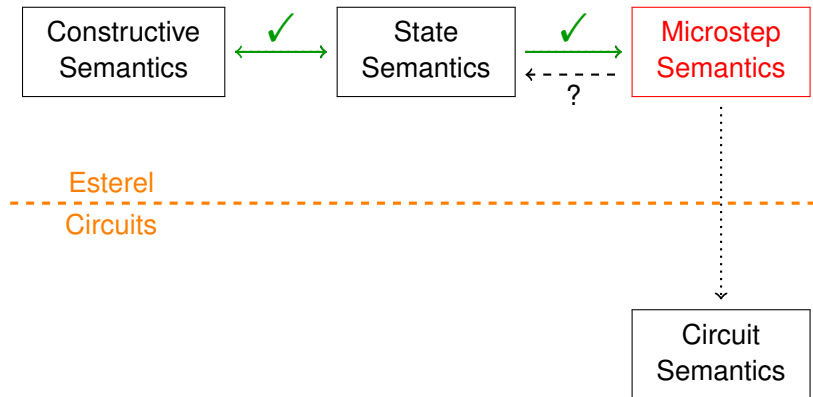 Constructive
Semantics
✓
State
Semantics
✓
?
Microstep
Semantics
Esterel
Circuits
Circuit
Semantics